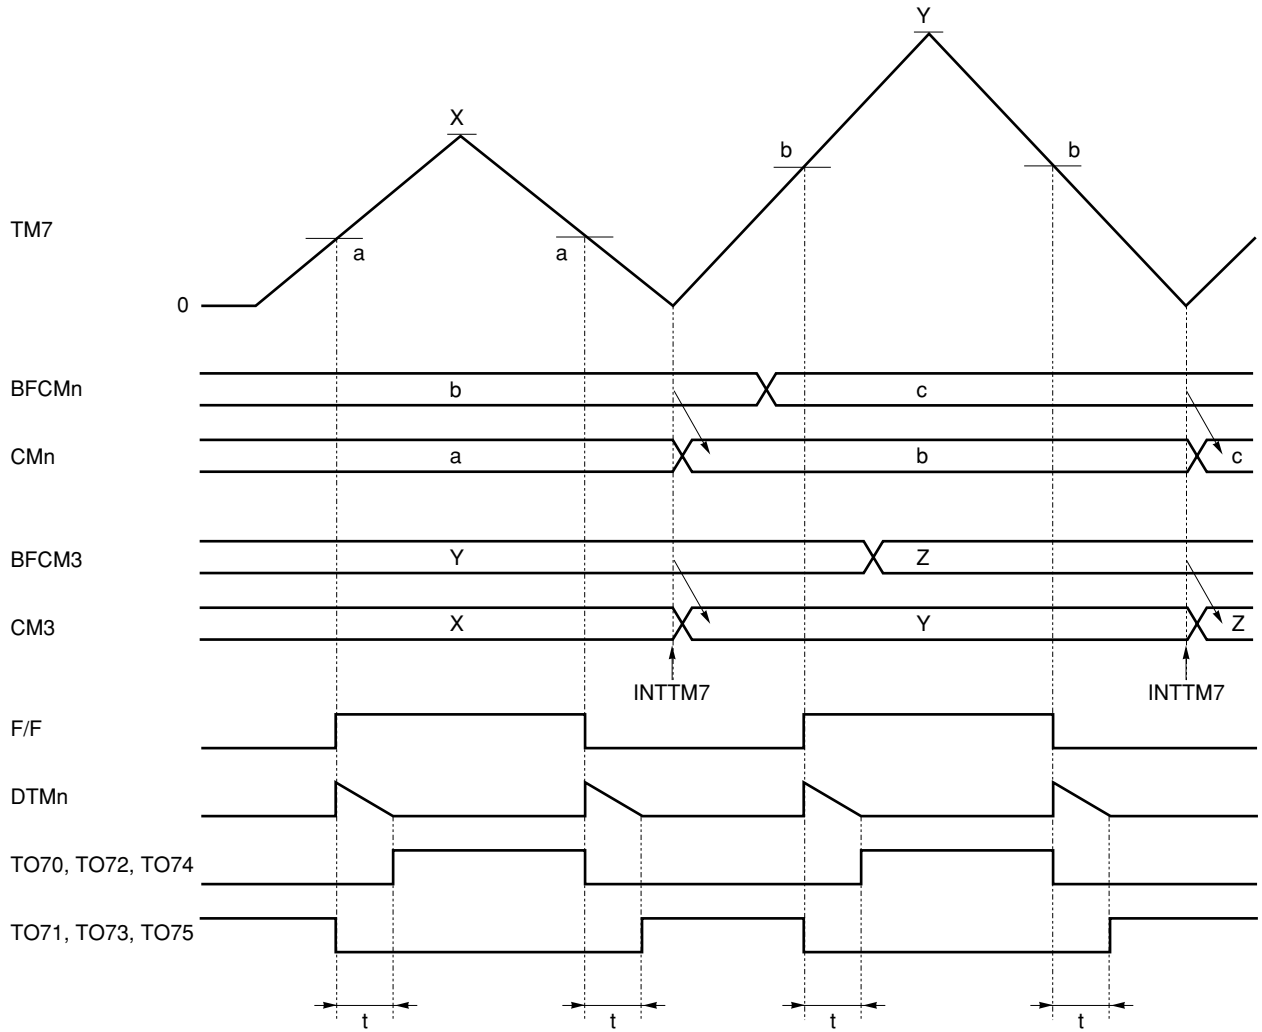 Y
X
b b
TM7
a a
0
BFCMn b c
CMn a b c
BFCM3 Y Z
CM3 X Y Z
INTTM7 INTTM7
F/F
DTMn
TO70, TO72, TO74
TO71, TO73, TO75
t t t t